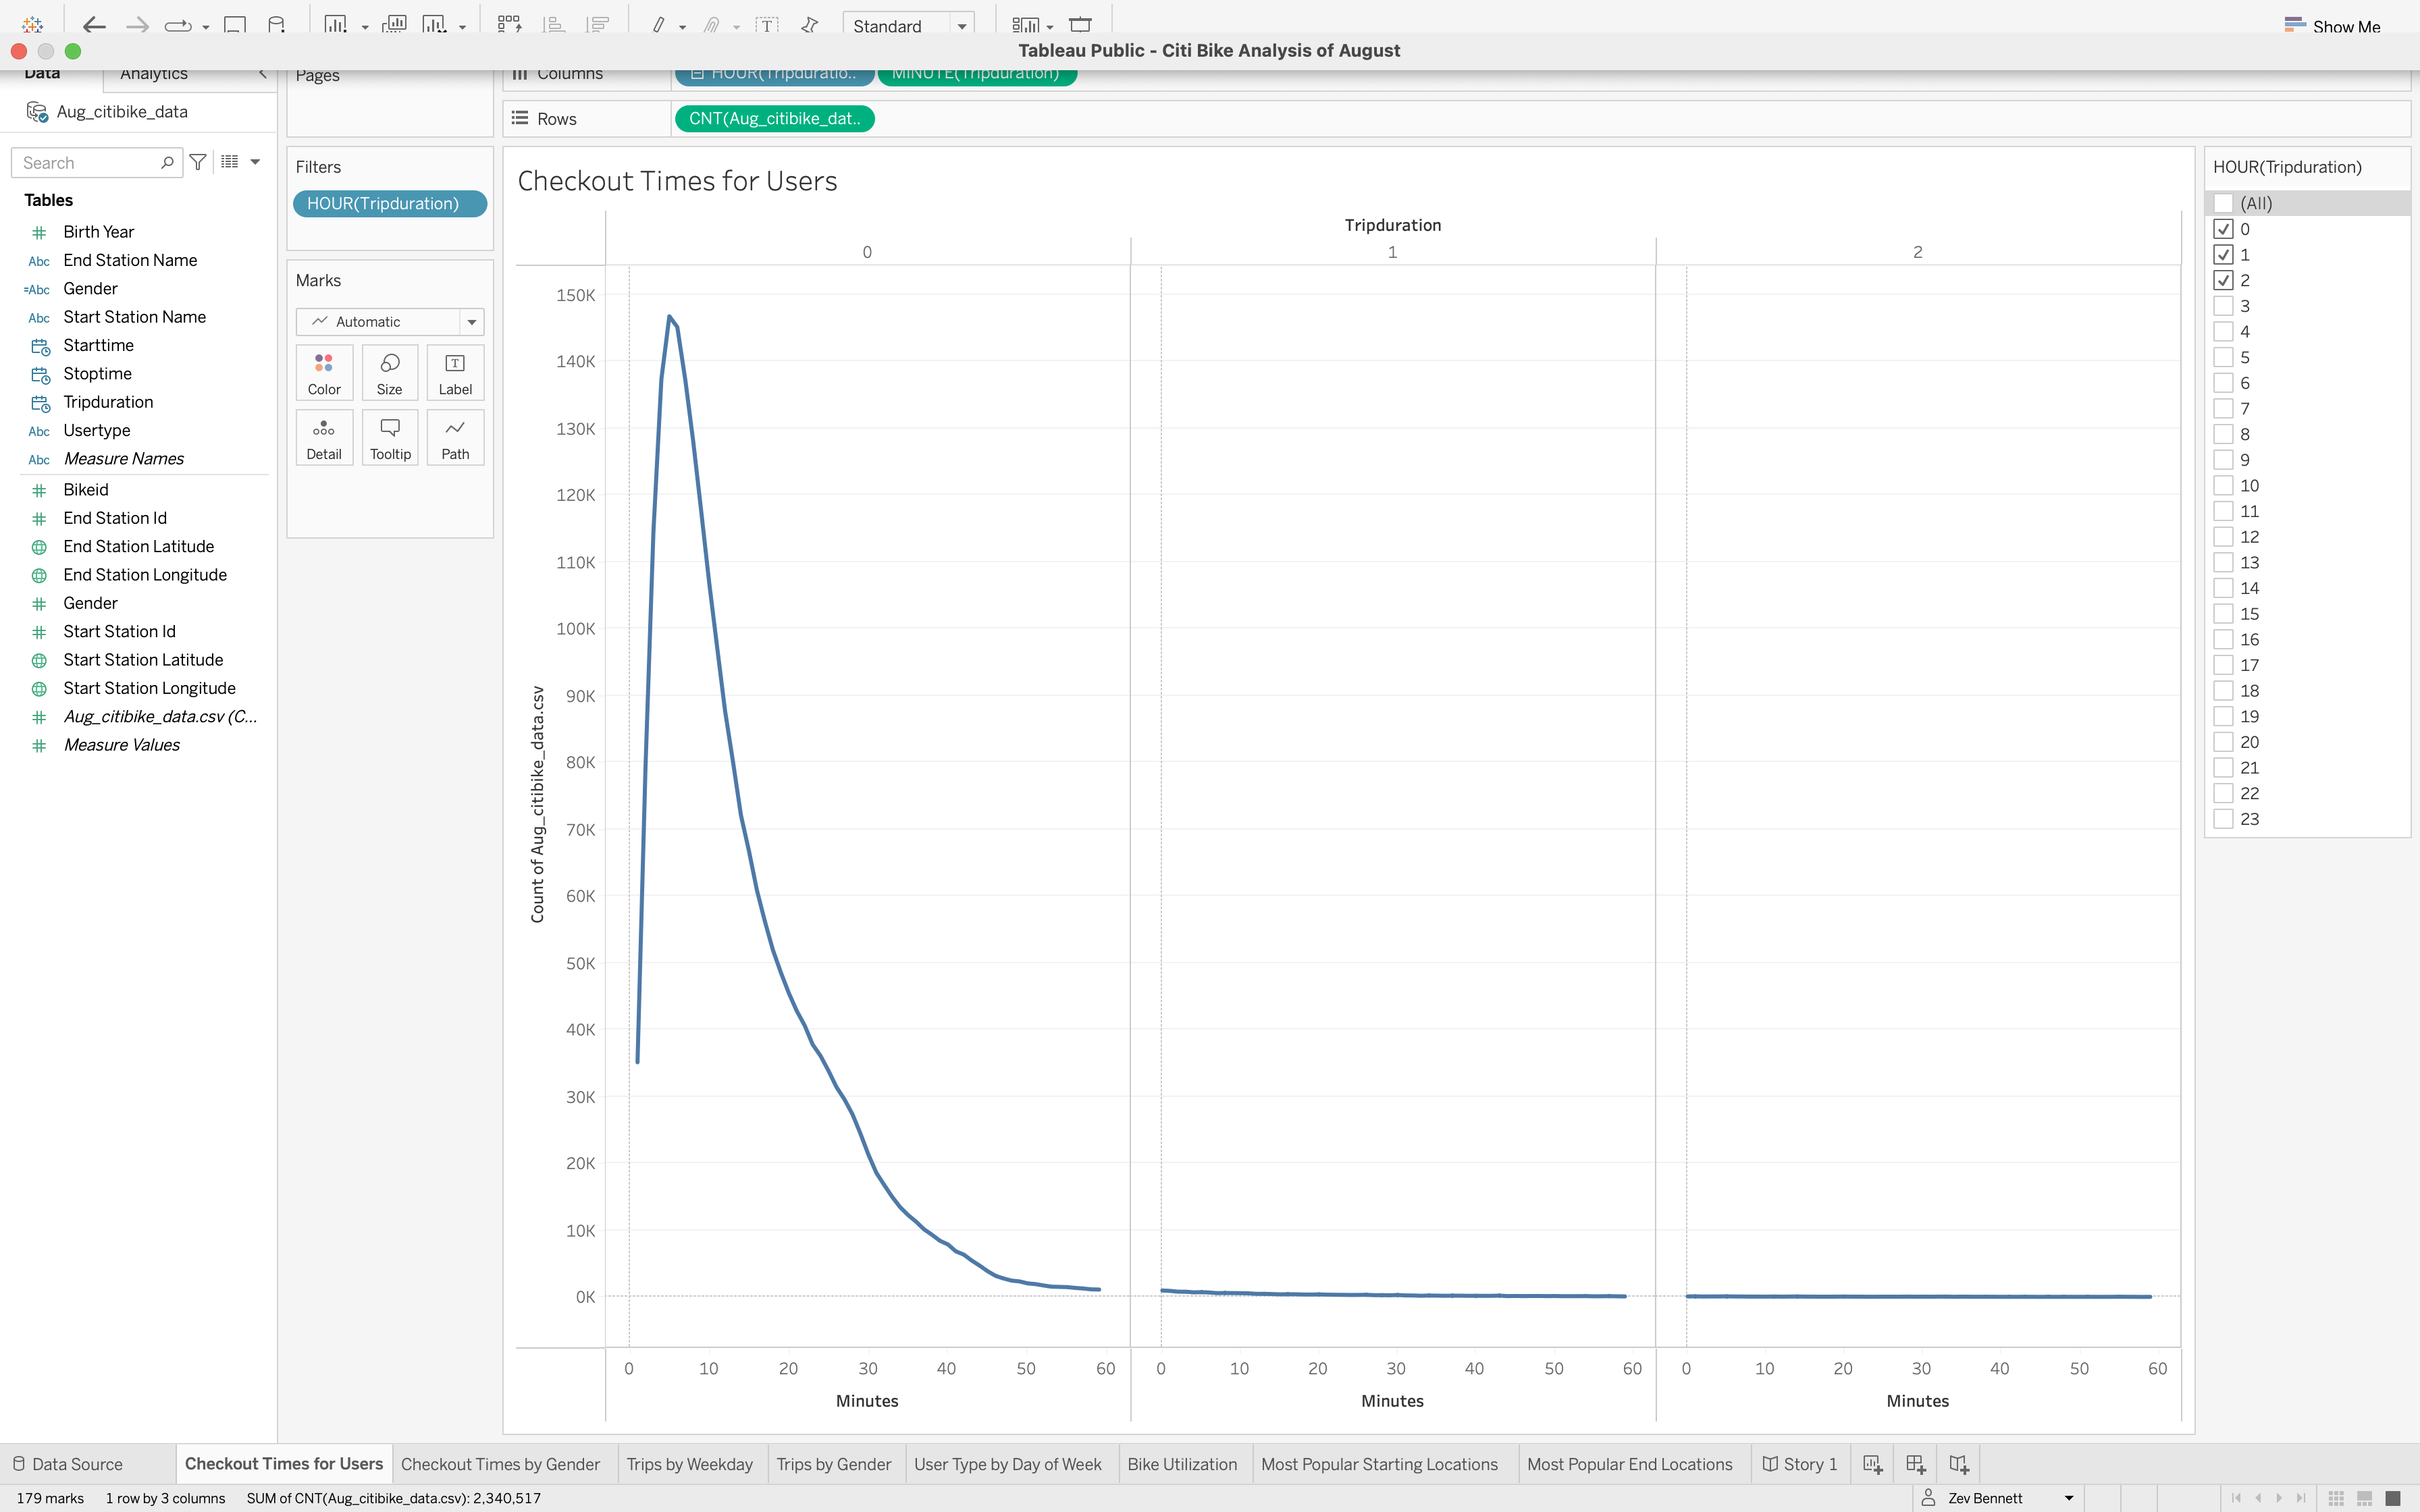 Standard
Show Me
Tableau Public - Citi Bike Analysis of August
Data
Analytics
Pages
Columns
HOUR(Tripduratio..
MINUTE(Tripduration)
Aug_citibike_data
Rows
CNT(Aug_citibike_dat..
Search
Tables
Birth Year
Abc End Station Name
=Abc Gender
Abc Start Station Name
Starttime
Stoptime
Tripduration
Abc Usertype
Abc Measure Names
Bikeid
End Station Id
End Station Latitude
End Station Longitude
Gender
Start Station Id
Start Station Latitude
Start Station Longitude
Aug_citibike_data.csv (C...
Measure Values
Filters
HOUR(Tripduration)
Marks
Automatic
Color Size Label
Detail Tooltip Path
Checkout Times for Users
Tripduration
0 1 2
150K
140K
130K
120K
110K
100K
90K
80K
70K
60K
50K
40K
30K
20K
10K
0K
Count of Aug_citibike_data.csv
0 10 20 30 40 50 60 0 10 20 30 40 50 60 0 10 20 30 40 50 60
Minutes Minutes Minutes
HOUR(Tripduration)
(All)
0
1
2
3
4
5
6
7
8
9
10
11
12
13
14
15
16
17
18
19
20
21
22
23
Data Source Checkout Times for Users Checkout Times by Gender Trips by Weekday Trips by Gender User Type by Day of Week Bike Utilization Most Popular Starting Locations Most Popular End Locations Story 1
179 marks 1 row by 3 columns SUM of CNT(Aug_citibike_data.csv): 2,340,517 Zev Bennett